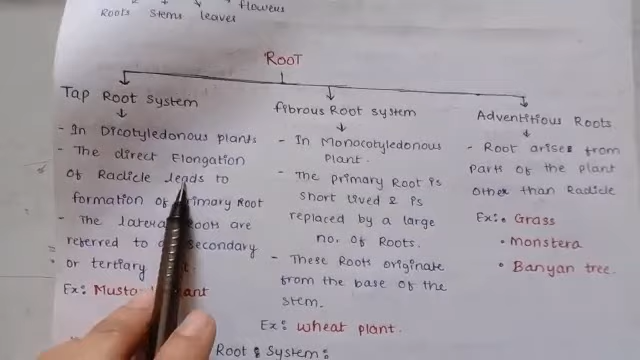 flowers
Roots stems leaves
ROOT
Tap Root system
- In Dicotyledonous plants
- The direct Elongation
of Radicle leads to
formation of Primary Root
- The lateral Roots are
referred to secondary
or tertiary
Ex: Mustard plant
fibrous Root system
- In Monocotyledonous
Plant.
- The primary Root is
short lived & is
replaced by a large
no. of Roots.
- These Roots originate
from the base of the
stem.
Ex: wheat plant.
Adventitious Roots
- Root arises from
parts of the plant
other than Radicle
Ex: • Grass
• monstera
• Banyan tree.
Root System: